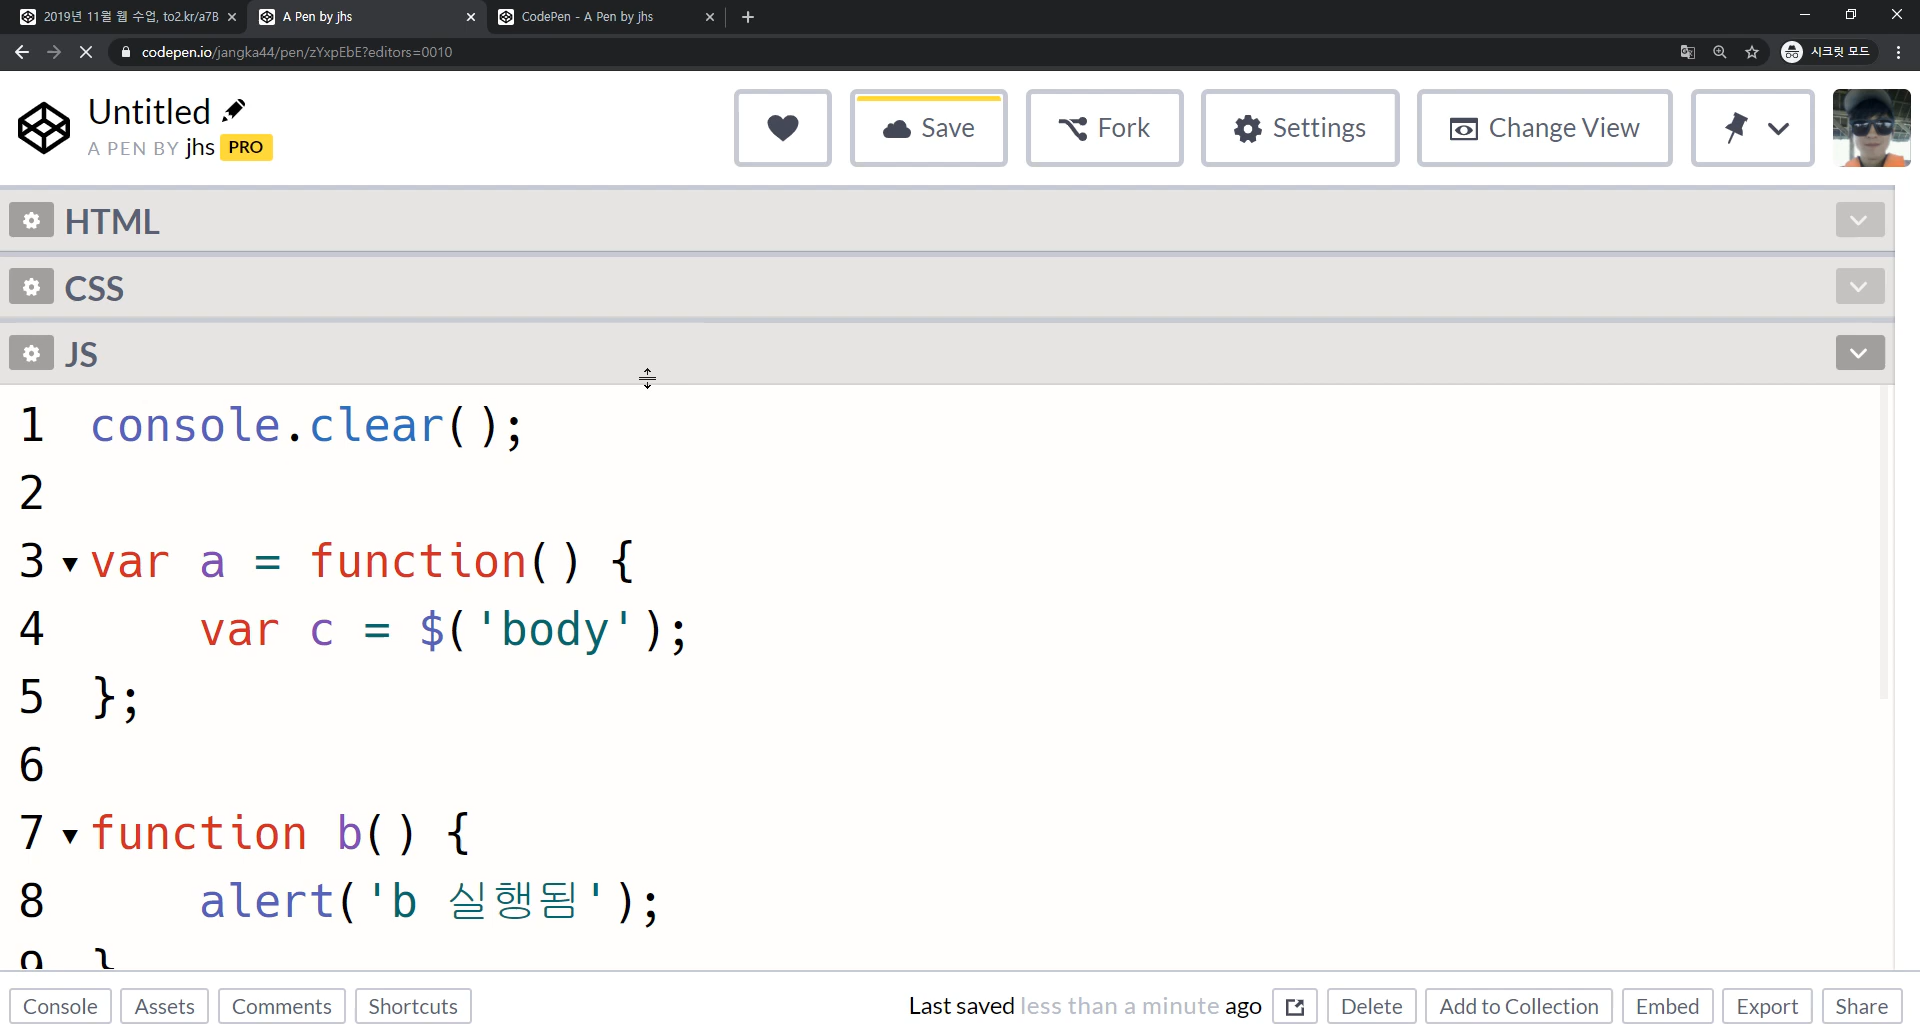 2019년 11월 웹 수업, to2.kr/a7B
A Pen by jhs
CodePen - A Pen by jhs
codepen.io/jangka44/pen/zYxpEbE?editors=0010
시크릿 모드
Untitled
A PEN BY jhs PRO
Save
Fork
Settings
Change View
HTML
CSS
JS
1 console.clear();
2
3 var a = function() {
4 var c = $('body');
5 };
6
7 function b() {
8 alert('b 실행됨');
9 }
Console Assets Comments Shortcuts Last saved less than a minute ago Delete Add to Collection Embed Export Share